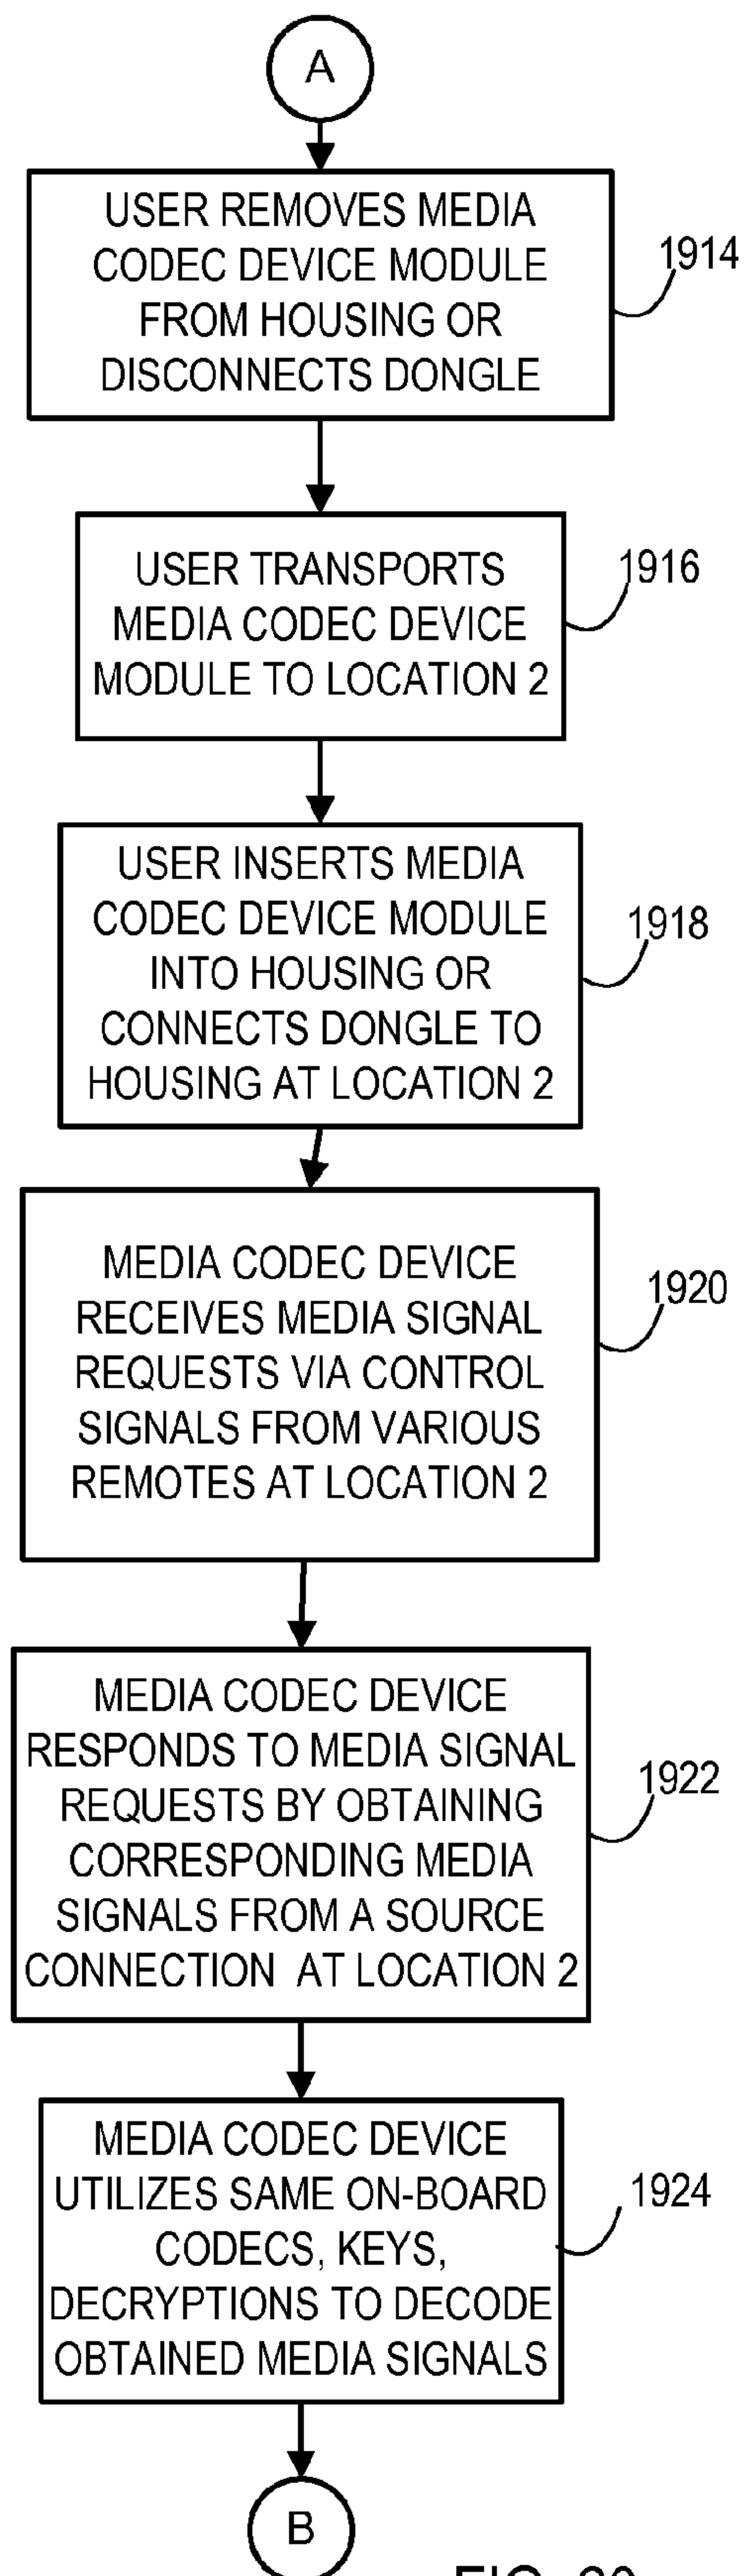 A
USER REMOVES MEDIA
CODEC DEVICE MODULE
FROM HOUSING OR
DISCONNECTS DONGLE
1914
USER TRANSPORTS
MEDIA CODEC DEVICE
MODULE TO LOCATION 2
1916
USER INSERTS MEDIA
CODEC DEVICE MODULE
INTO HOUSING OR
CONNECTS DONGLE TO
HOUSING AT LOCATION 2
1918
MEDIA CODEC DEVICE
RECEIVES MEDIA SIGNAL
REQUESTS VIA CONTROL
SIGNALS FROM VARIOUS
REMOTES AT LOCATION 2
1920
MEDIA CODEC DEVICE
RESPONDS TO MEDIA SIGNAL
REQUESTS BY OBTAINING
CORRESPONDING MEDIA
SIGNALS FROM A SOURCE
CONNECTION AT LOCATION 2
1922
MEDIA CODEC DEVICE
UTILIZES SAME ON-BOARD
CODECS, KEYS,
DECRYPTIONS TO DECODE
OBTAINED MEDIA SIGNALS
1924
B